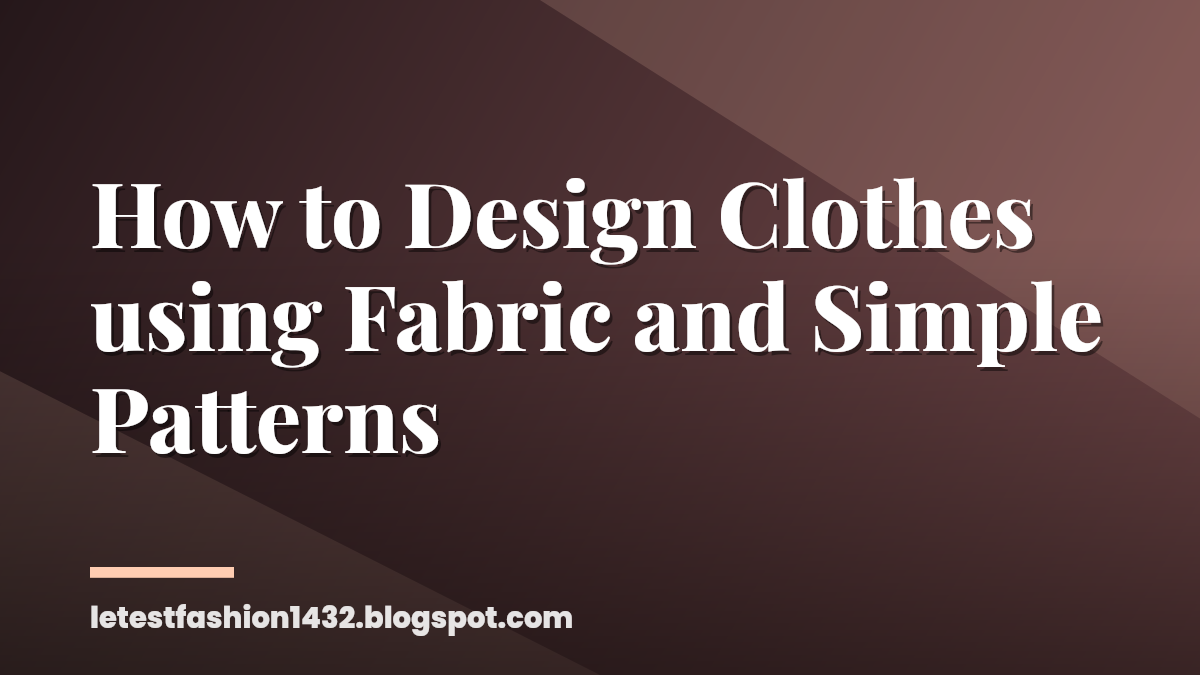 How to Design Clothes
using Fabric and Simple
Patterns
letestfashion1432.blogspot.com